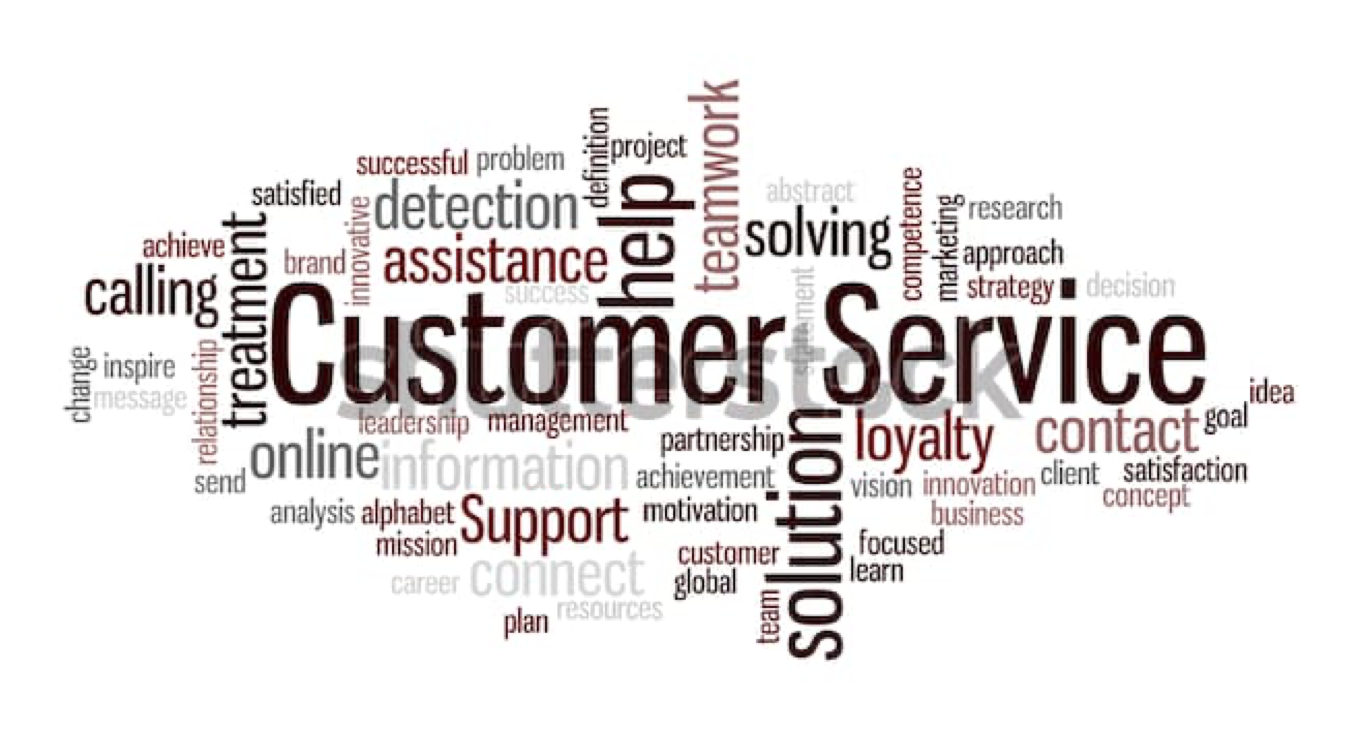 teamwork
definition
project
successful
problem
satisfied
detection
help
abstract
solving
competence
marketing
research
achieve
treatment
brand
innovative
assistance
approach
calling
success
strategy
decision
statement
Customer Service
shutterstock
change
inspire
message
relationship
leadership
management
idea
goal
partnership
solution
loyalty
contact
online
information
achievement
send
vision
innovation
client
satisfaction
concept
analysis
alphabet
Support
motivation
business
mission
customer
focused
career
connect
global
learn
team
plan
resources